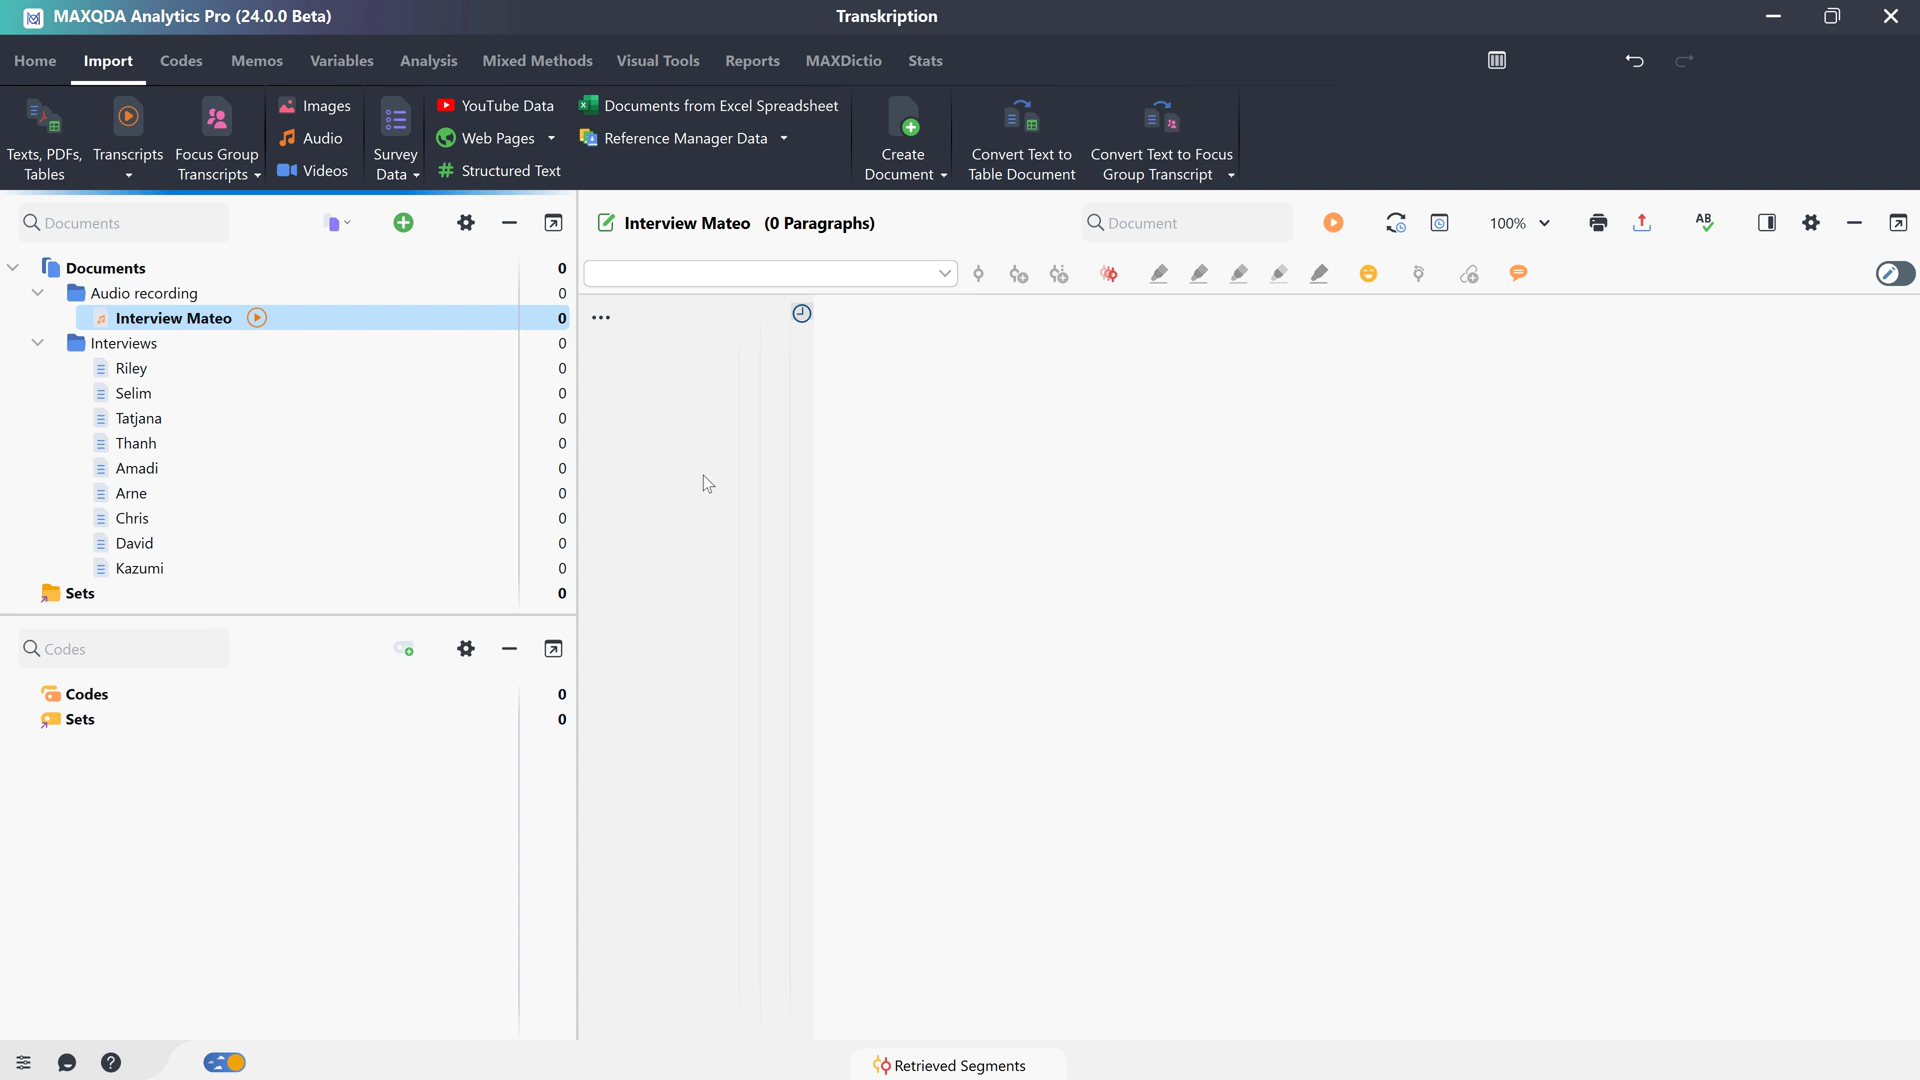 MAXQDA Analytics Pro (24.0.0 Beta)
Transkription
Home Import Codes Memos Variables Analysis Mixed Methods Visual Tools Reports MAXDictio Stats
Texts, PDFs,
Tables
Transcripts
Focus Group
Transcripts
Images
Audio
Videos
Survey
Data
YouTube Data
Web Pages
Structured Text
Documents from Excel Spreadsheet
Reference Manager Data
Create
Document
Convert Text to
Table Document
Convert Text to Focus
Group Transcript
Documents
Documents 0
Audio recording 0
Interview Mateo 0
Interviews 0
Riley 0
Selim 0
Tatjana 0
Thanh 0
Amadi 0
Arne 0
Chris 0
David 0
Kazumi 0
Sets 0
Codes
Codes 0
Sets 0
Interview Mateo (0 Paragraphs)
Document
100%
AB
Retrieved Segments